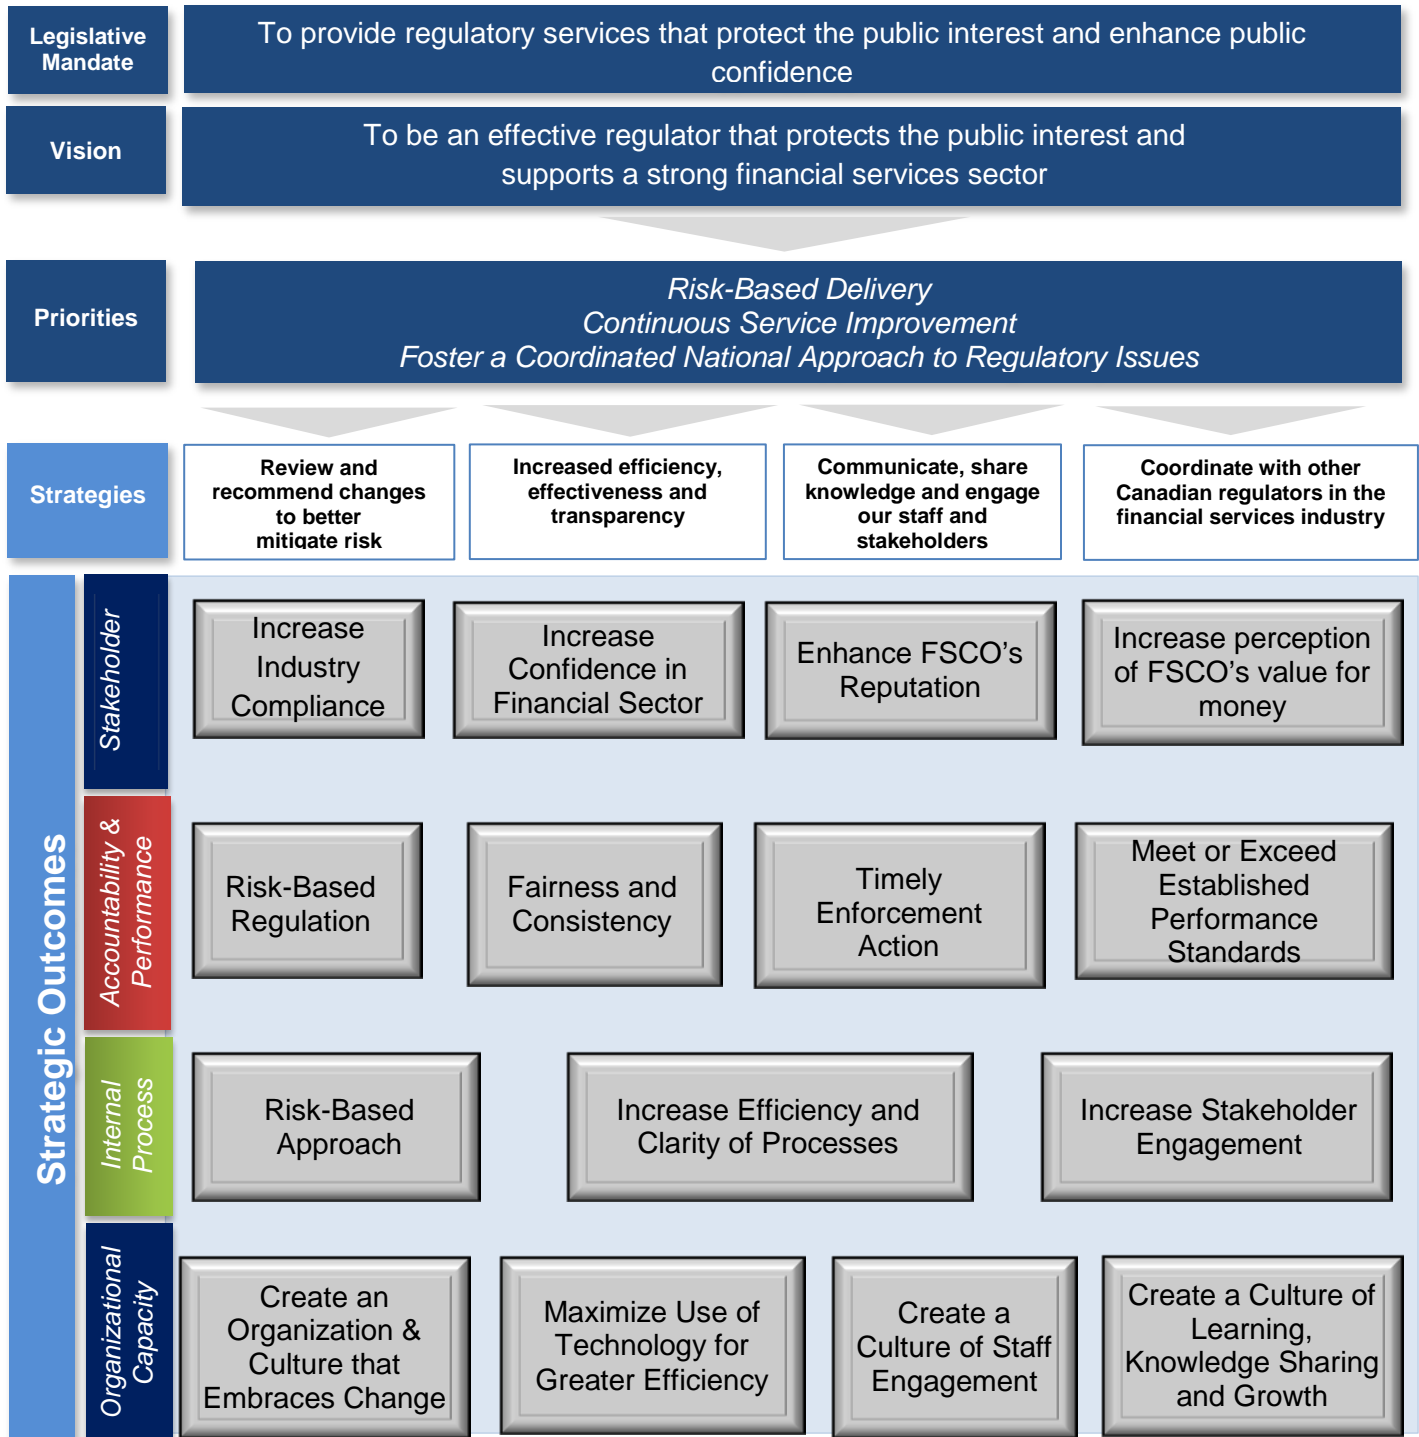 Legislative
Mandate
To provide regulatory services that protect the public interest and enhance public
confidence
Vision
To be an effective regulator that protects the public interest and
supports a strong financial services sector
Priorities
Risk-Based Delivery
Continuous Service Improvement
Foster a Coordinated National Approach to Regulatory Issues
Strategies
Review and
recommend changes
to better
mitigate risk
Increased efficiency,
effectiveness and
transparency
Communicate, share
knowledge and engage
our staff and
stakeholders
Coordinate with other
Canadian regulators in the
financial services industry
Strategic Outcomes
Stakeholder
Increase
Industry
Compliance
Increase
Confidence in
Financial Sector
Enhance FSCO’s
Reputation
Increase perception
of FSCO’s value for
money
Accountability &
Performance
Risk-Based
Regulation
Fairness and
Consistency
Timely
Enforcement
Action
Meet or Exceed
Established
Performance
Standards
Internal
Process
Risk-Based
Approach
Increase Efficiency and
Clarity of Processes
Increase Stakeholder
Engagement
Organizational
Capacity
Create an
Organization &
Culture that
Embraces Change
Maximize Use of
Technology for
Greater Efficiency
Create a
Culture of Staff
Engagement
Create a Culture of
Learning,
Knowledge Sharing
and Growth